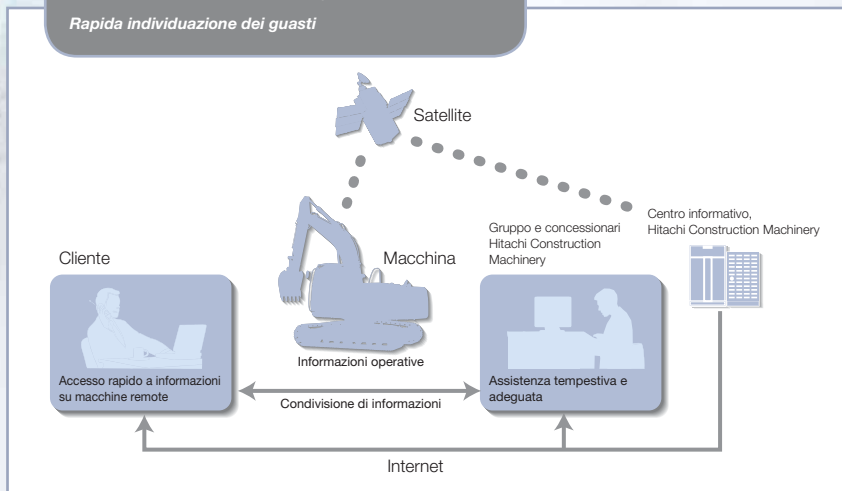 Rapida individuazione dei guasti
Satellite
Centro informativo,
Hitachi Construction Machinery
Gruppo e concessionari
Hitachi Construction
Machinery
Cliente
Macchina
Informazioni operative
Accesso rapido a informazioni
su macchine remote
Condivisione di informazioni
Assistenza tempestiva e
adeguata
Internet